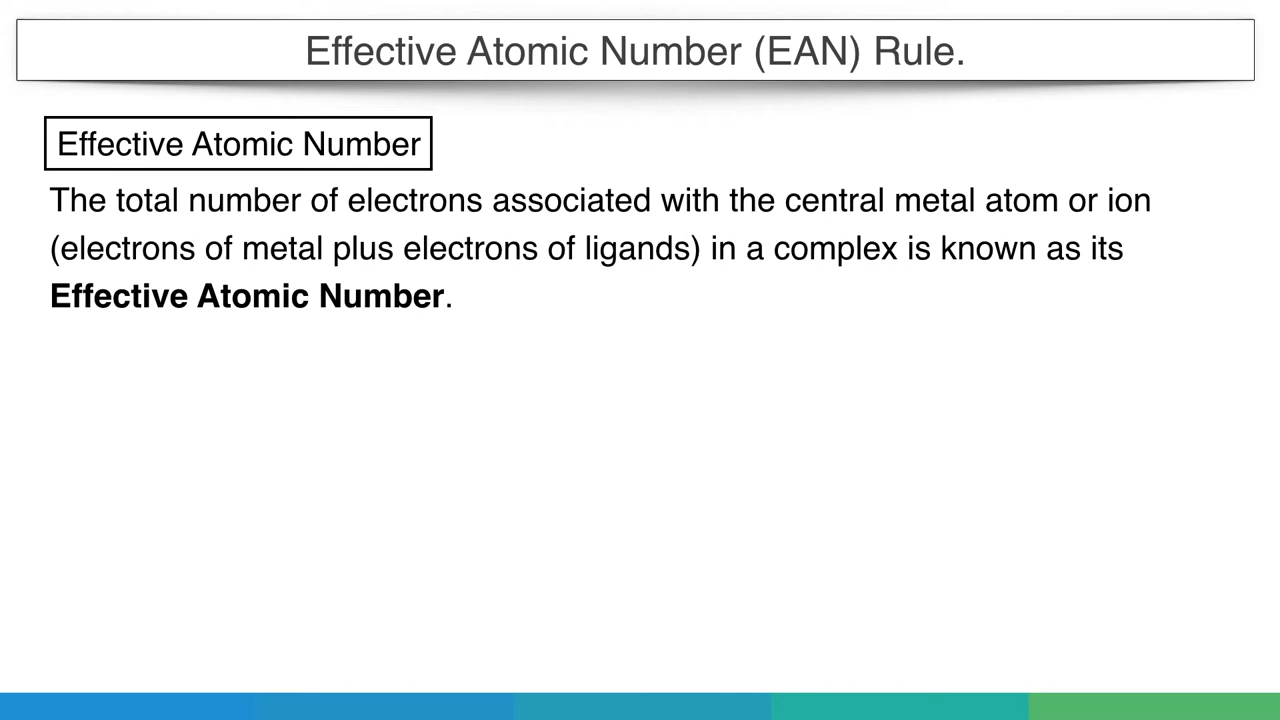 Effective Atomic Number (EAN) Rule.
Effective Atomic Number
The total number of electrons associated with the central metal atom or ion
(electrons of metal plus electrons of ligands) in a complex is known as its
Effective Atomic Number.